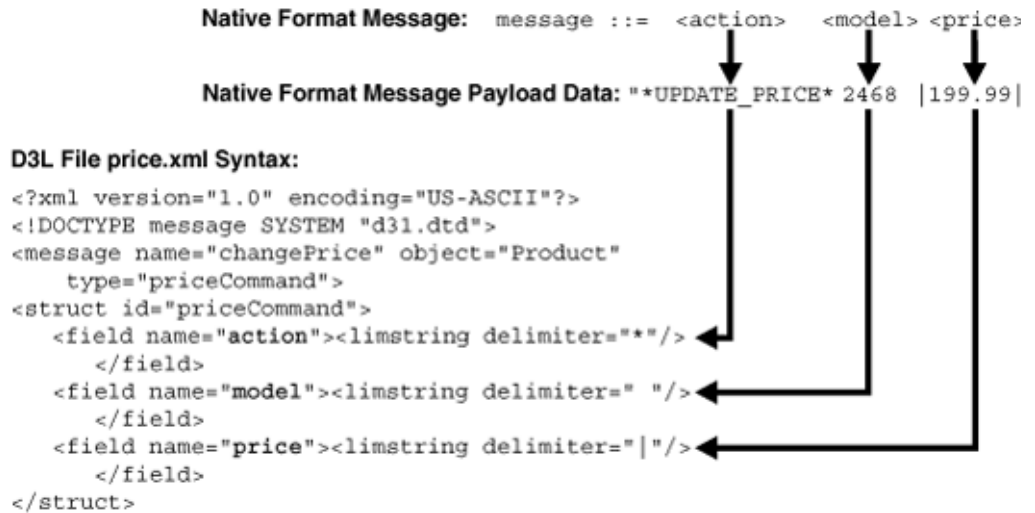 Native Format Message: message ::= <action> <model> <price>
Native Format Message Payload Data: "*UPDATE_PRICE* 2468 |199.99|
D3L File price.xml Syntax:
<?xml version="1.0" encoding="US-ASCII"?>
<!DOCTYPE message SYSTEM "d3l.dtd">
<message name="changePrice" object="Product"
type="priceCommand">
<struct id="priceCommand">
<field name="action"><limstring delimiter="*"/>
</field>
<field name="model"><limstring delimiter=" "/>
</field>
<field name="price"><limstring delimiter="|"/>
</field>
</struct>